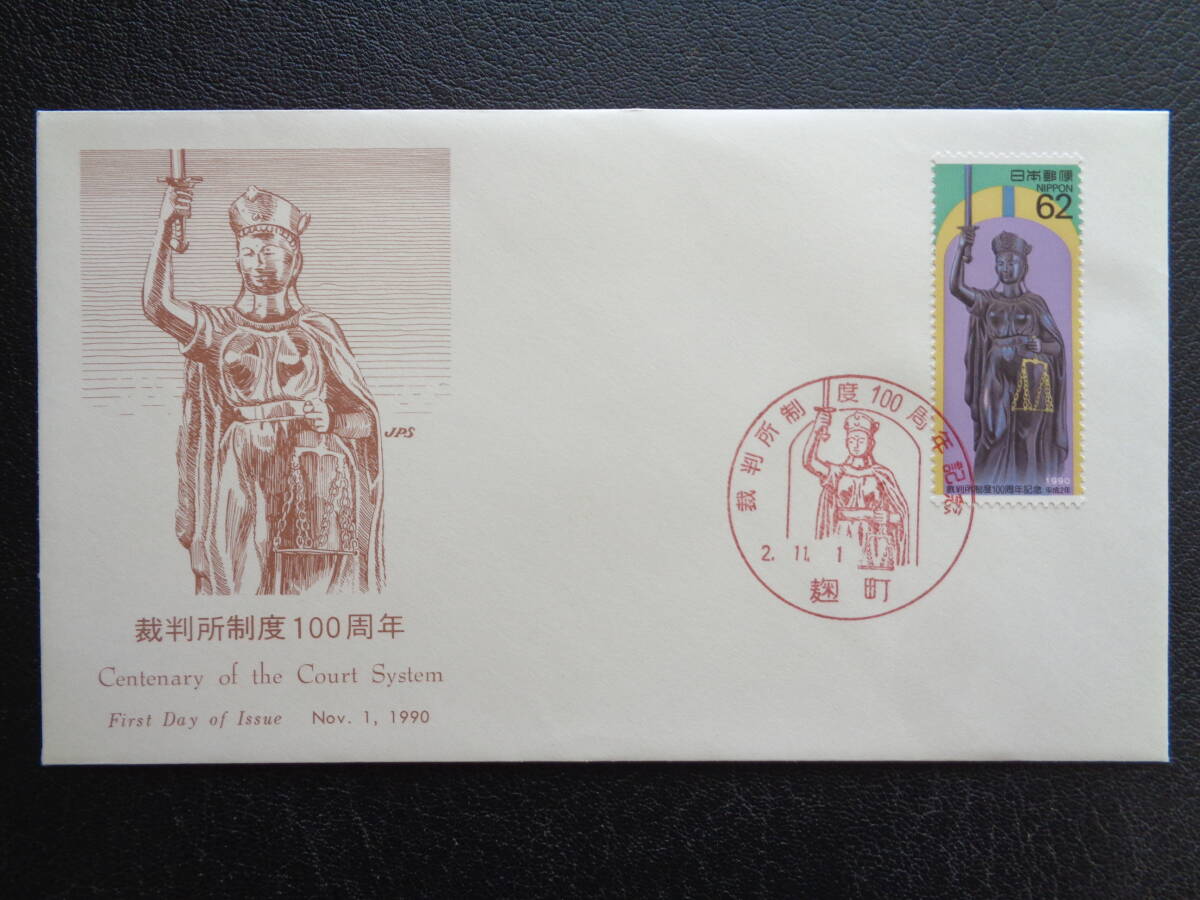 JPS
裁判所制度100周年
Centenary of the Court System
First Day of Issue Nov. 1, 1990
日本郵便
NIPPON
62
1990
裁判所制度100周年記念 平成2年
裁判所制度100周年記念
2. 11. 1
麹町